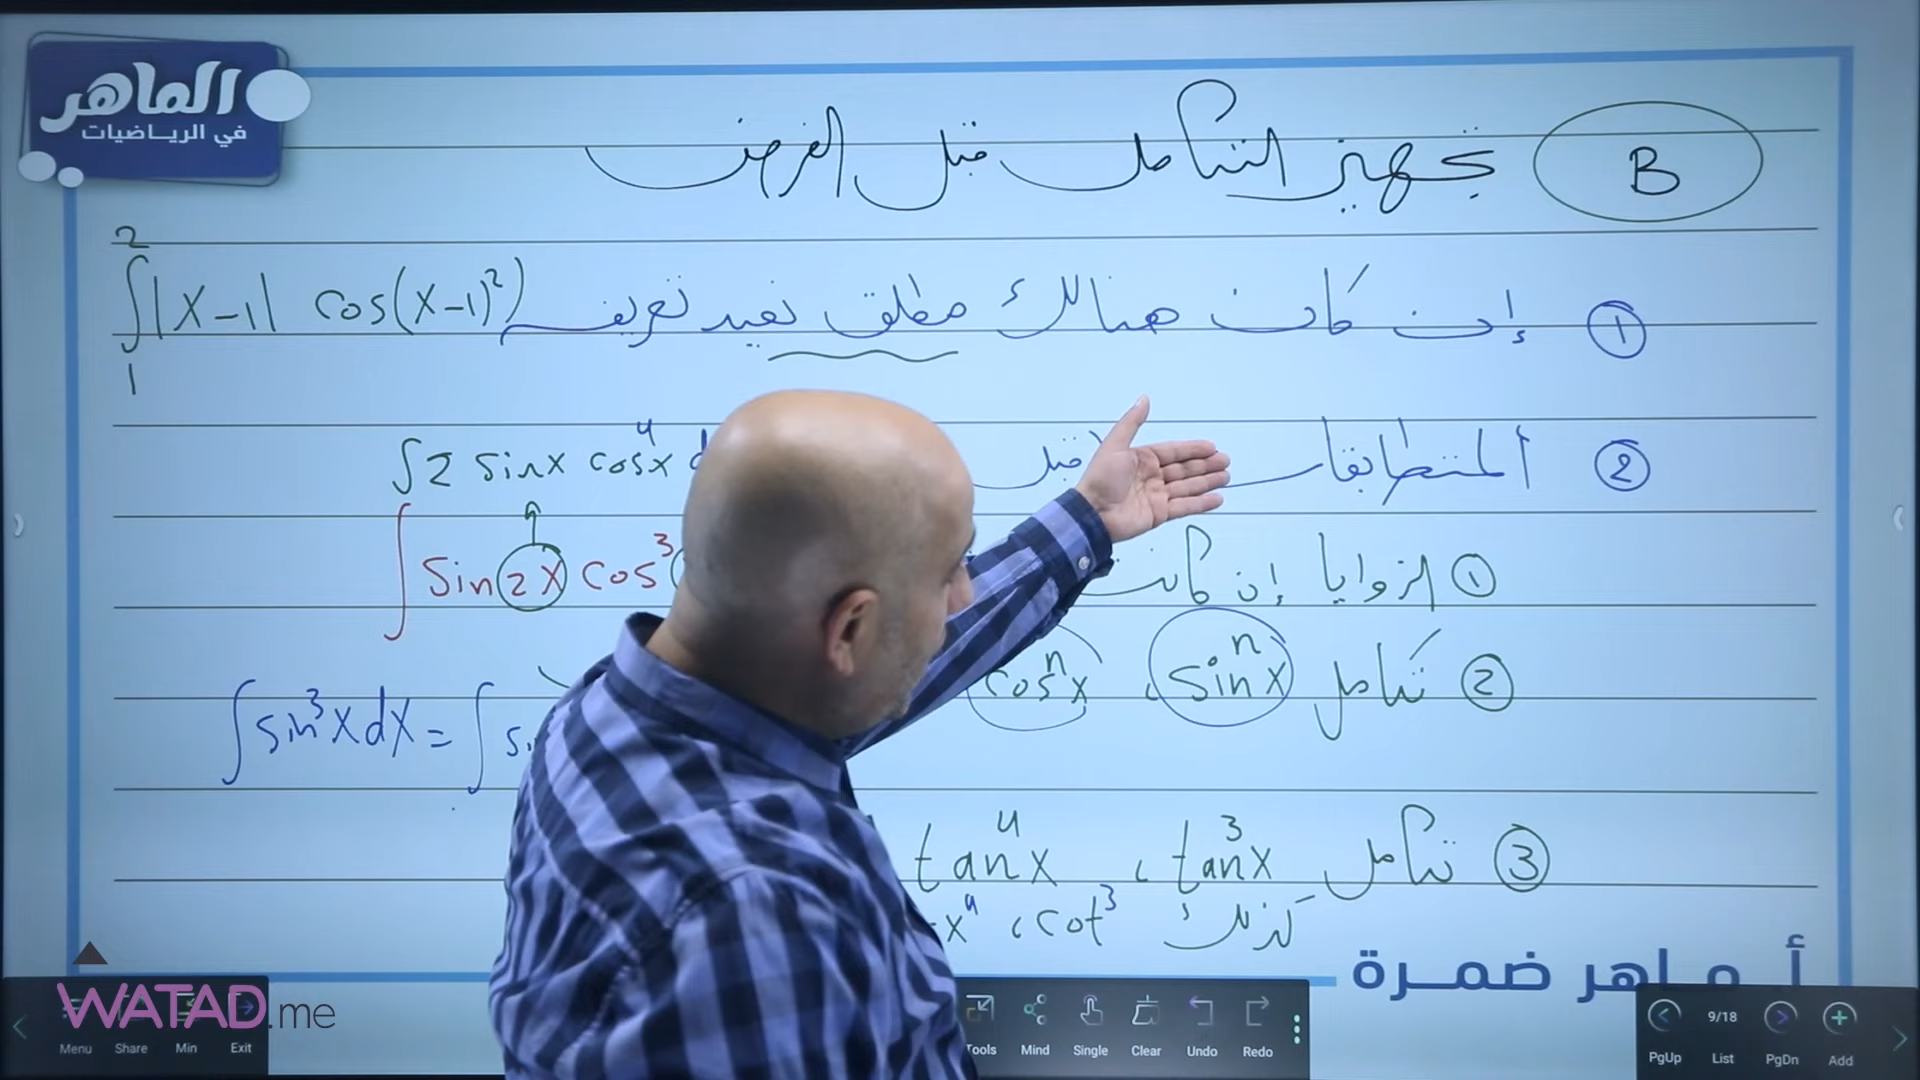 الماهر
في الرياضيات
B تجهيز التكامل قبل الفرض
① إن كان هنالك مطلق نعيد تعريفه ∫₁² |x-1| cos(x-1)²
② المتطابقات قبل
∫ 2 sinx cos⁴x
① الزوايا إن كانت
∫ sin 2x cos³
② تكامل sinⁿx ، cosⁿx
∫ sin³x dx = ∫
③ تكامل tan³x ، tan⁴x
كذلك cot³ ،
أ. ماهر ضمرة
WATAD.me
Menu Share Min Exit
Tools Mind Single Clear Undo Redo
9/18
PgUp List PgDn Add